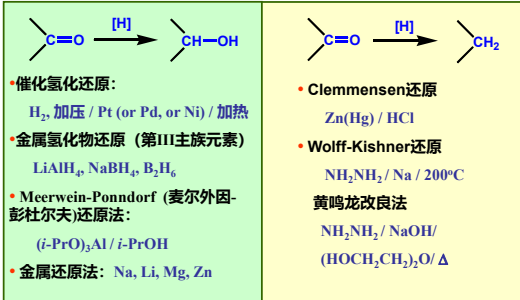 C=O [H] CH-OH
•催化氢化还原：
H₂, 加压 / Pt (or Pd, or Ni) / 加热
•金属氢化物还原（第III主族元素）
LiAlH₄, NaBH₄, B₂H₆
• Meerwein-Ponndorf (麦尔外因-
彭杜尔夫)还原法：
(i-PrO)₃Al / i-PrOH
• 金属还原法：Na, Li, Mg, Zn
C=O [H] CH₂
• Clemmensen还原
Zn(Hg) / HCl
• Wolff-Kishner还原
NH₂NH₂ / Na / 200°C
黄鸣龙改良法
NH₂NH₂ / NaOH/
(HOCH₂CH₂)₂O/ Δ